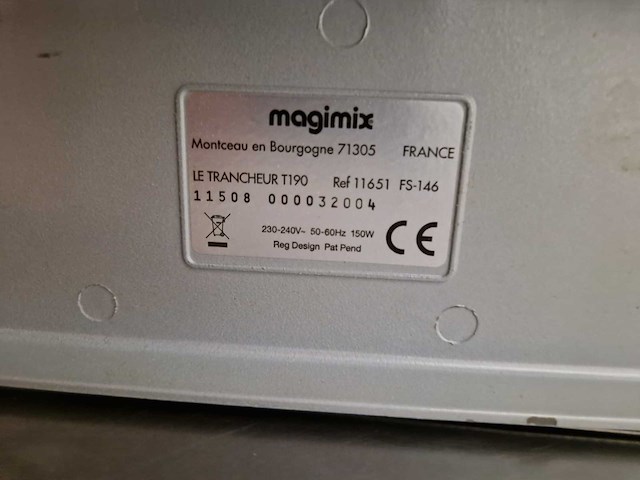 magimix
Montceau en Bourgogne 71305 FRANCE
LE TRANCHEUR T190 Ref 11651 FS-146
11508 000032004
230-240V~ 50-60Hz 150W CE
Reg Design Pat Pend